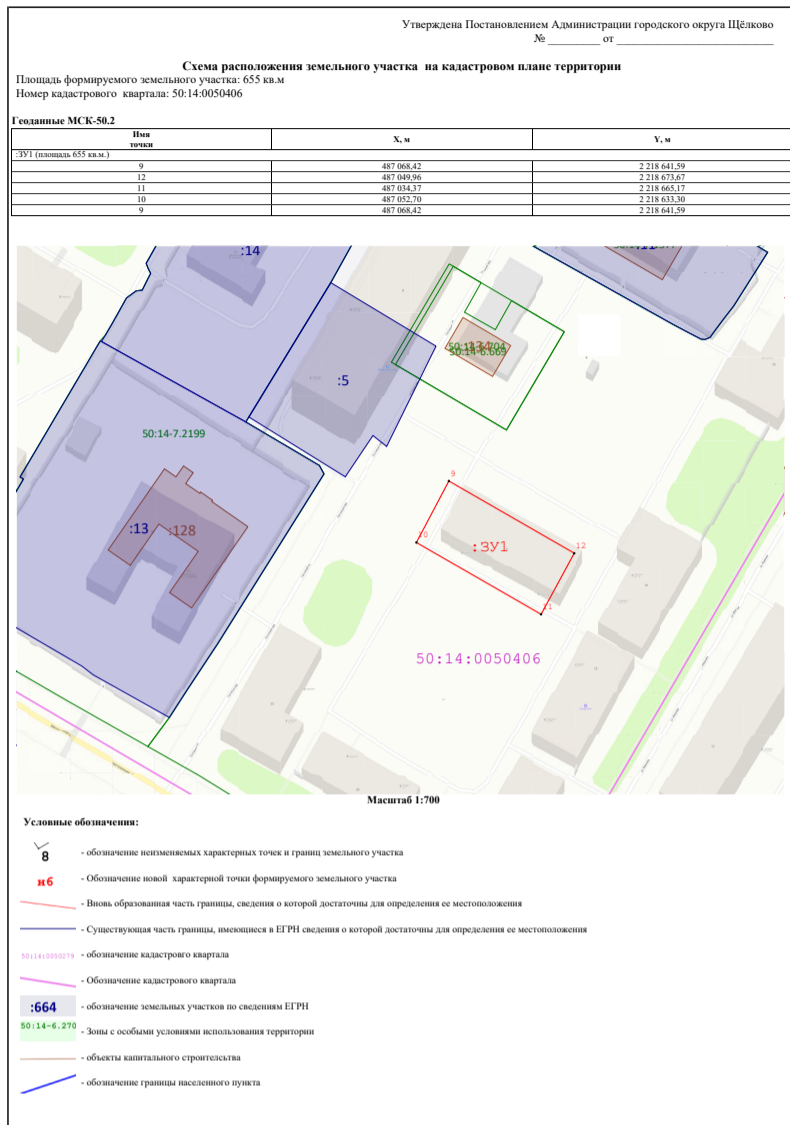 Утверждена Постановлением Администрации городского округа Щёлково
№ _________ от ___________________________
Схема расположения земельного участка на кадастровом плане территории
Площадь формируемого земельного участка: 655 кв.м
Номер кадастрового квартала: 50:14:0050406
Геоданные МСК-50.2
Имя точки X, м Y, м
:ЗУ1 (площадь 655 кв.м.)
9 487 068,42 2 218 641,59
12 487 049,96 2 218 673,67
11 487 034,37 2 218 665,17
10 487 052,70 2 218 633,30
9 487 068,42 2 218 641,59
:14
:5
50:14-6.669
50:14-7.2199
:13
:128
9
10
:ЗУ1
12
11
50:14:0050406
Масштаб 1:700
Условные обозначения:
8 - обозначение неизменяемых характерных точек и границ земельного участка
н6 - Обозначение новой характерной точки формируемого земельного участка
- Вновь образованная часть границы, сведения о которой достаточны для определения ее местоположения
- Существующая часть границы, имеющиеся в ЕГРН сведения о которой достаточны для определения ее местоположения
50:14:0050279 - обозначение кадастргво квартала
- Обозначение кадастрового квартала
:664 - обозначение земельных участков по сведениям ЕГРН
50:14-6.270 - Зоны с особыми условиями использования территории
- объекты капитального строительсьтва
- обозначение границы населенного пункта